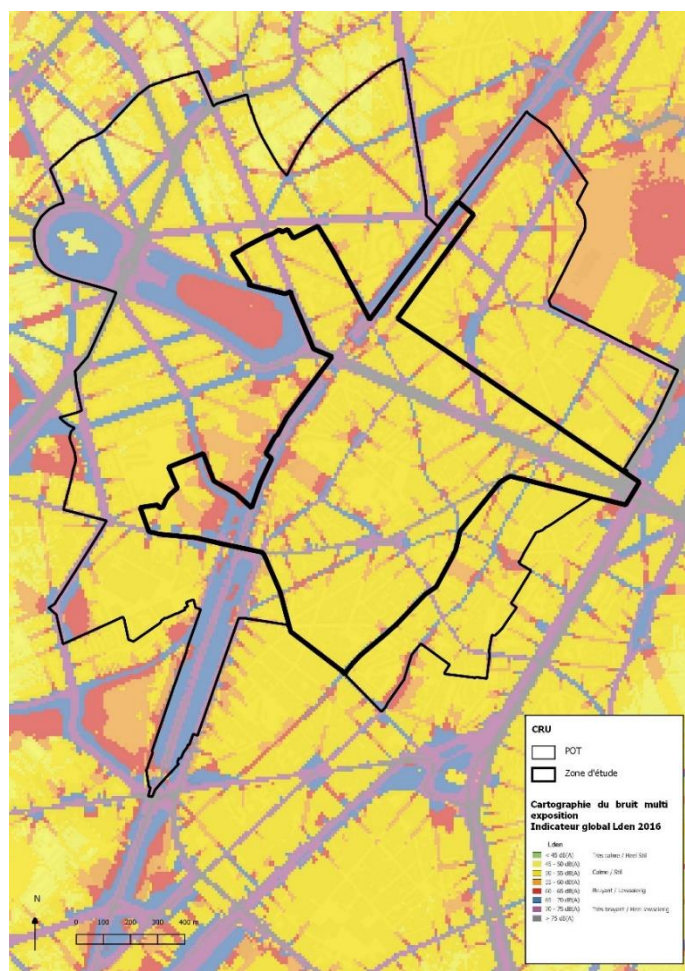 CRU
POT
Zone d'étude
Cartographie du bruit multi
exposition
Indicateur global Lden 2016
Lden
< 45 dB(A) Très calme / Heel Stil
45 - 50 dB(A)
50 - 55 dB(A) Calme / Stil
55 - 60 dB(A)
60 - 65 dB(A) Bruyant / Lawaaierig
65 - 70 dB(A)
70 - 75 dB(A) Très bruyant / Heel lawaaierig
> 75 dB(A)
N
0 100 200 300 400 m